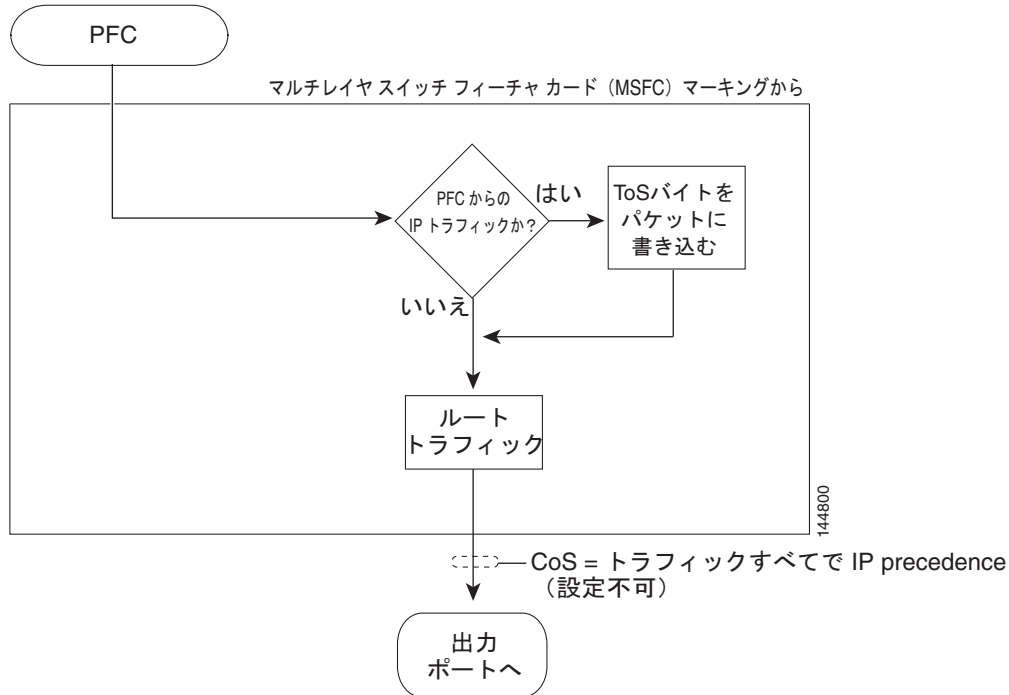 PFC
マルチレイヤ スイッチ フィーチャ カード（MSFC）マーキングから
PFC からの
IP トラフィックか？
はい
ToSバイトを
パケットに
書き込む
いいえ
ルート
トラフィック
144800
CoS = トラフィックすべてで IP precedence
（設定不可）
出力
ポートへ